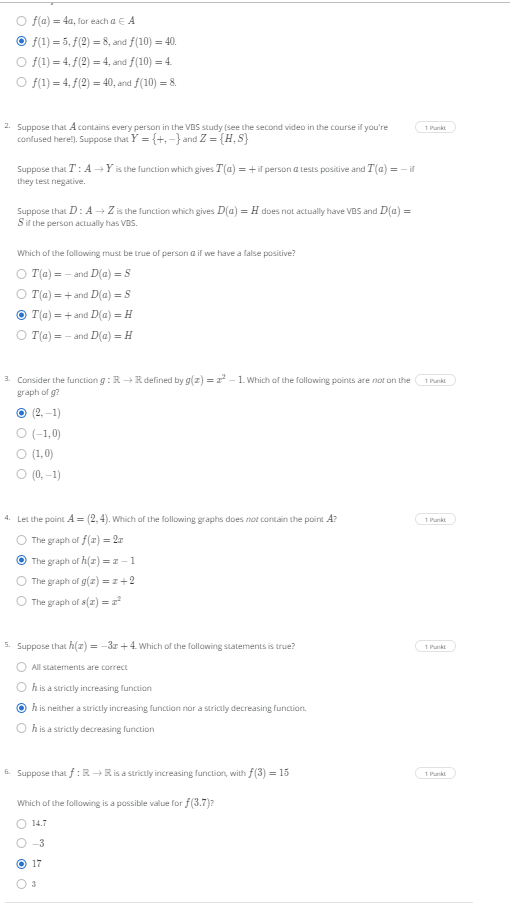 f(a) = 4a, for each a ∈ A
f(1) = 5, f(2) = 8, and f(10) = 40.
f(1) = 4, f(2) = 4, and f(10) = 4.
f(1) = 4, f(2) = 40, and f(10) = 8.
2. Suppose that A contains every person in the VBS study (see the second video in the course if you're 1 Punkt
confused here!). Suppose that Y = {+, −} and Z = {H, S}
Suppose that T : A → Y is the function which gives T(a) = + if person a tests positive and T(a) = − if
they test negative.
Suppose that D : A → Z is the function which gives D(a) = H does not actually have VBS and D(a) =
S if the person actually has VBS.
Which of the following must be true of person a if we have a false positive?
T(a) = − and D(a) = S
T(a) = + and D(a) = S
T(a) = + and D(a) = H
T(a) = − and D(a) = H
3. Consider the function g : ℝ → ℝ defined by g(x) = x² − 1. Which of the following points are not on the 1 Punkt
graph of g?
(2, −1)
(−1, 0)
(1, 0)
(0, −1)
4. Let the point A = (2, 4). Which of the following graphs does not contain the point A? 1 Punkt
The graph of f(x) = 2x
The graph of h(x) = x − 1
The graph of g(x) = x + 2
The graph of s(x) = x²
5. Suppose that h(x) = −3x + 4. Which of the following statements is true? 1 Punkt
All statements are correct
h is a strictly increasing function
h is neither a strictly increasing function nor a strictly decreasing function.
h is a strictly decreasing function
6. Suppose that f : ℝ → ℝ is a strictly increasing function, with f(3) = 15 1 Punkt
Which of the following is a possible value for f(3.7)?
14.7
−3
17
3